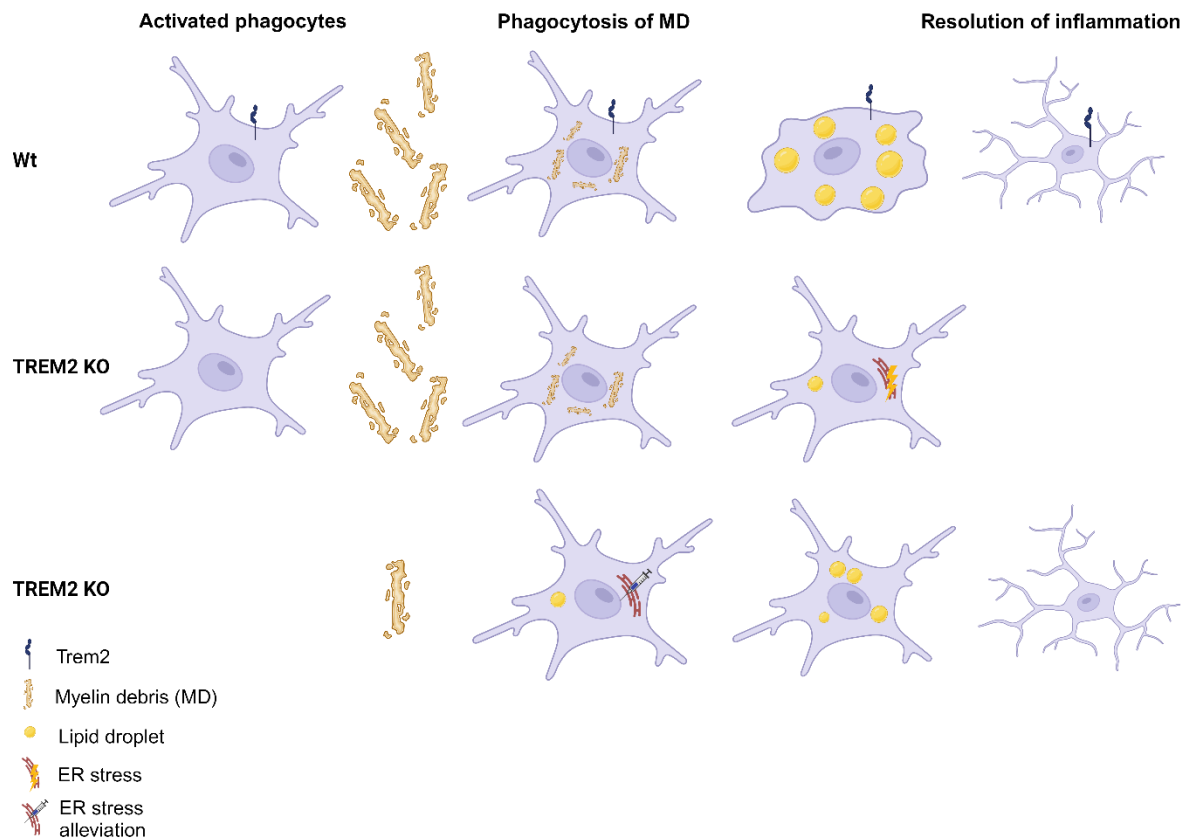 Activated phagocytes
Phagocytosis of MD
Resolution of inflammation
Wt
TREM2 KO
TREM2 KO
Trem2
Myelin debris (MD)
Lipid droplet
ER stress
ER stress
alleviation